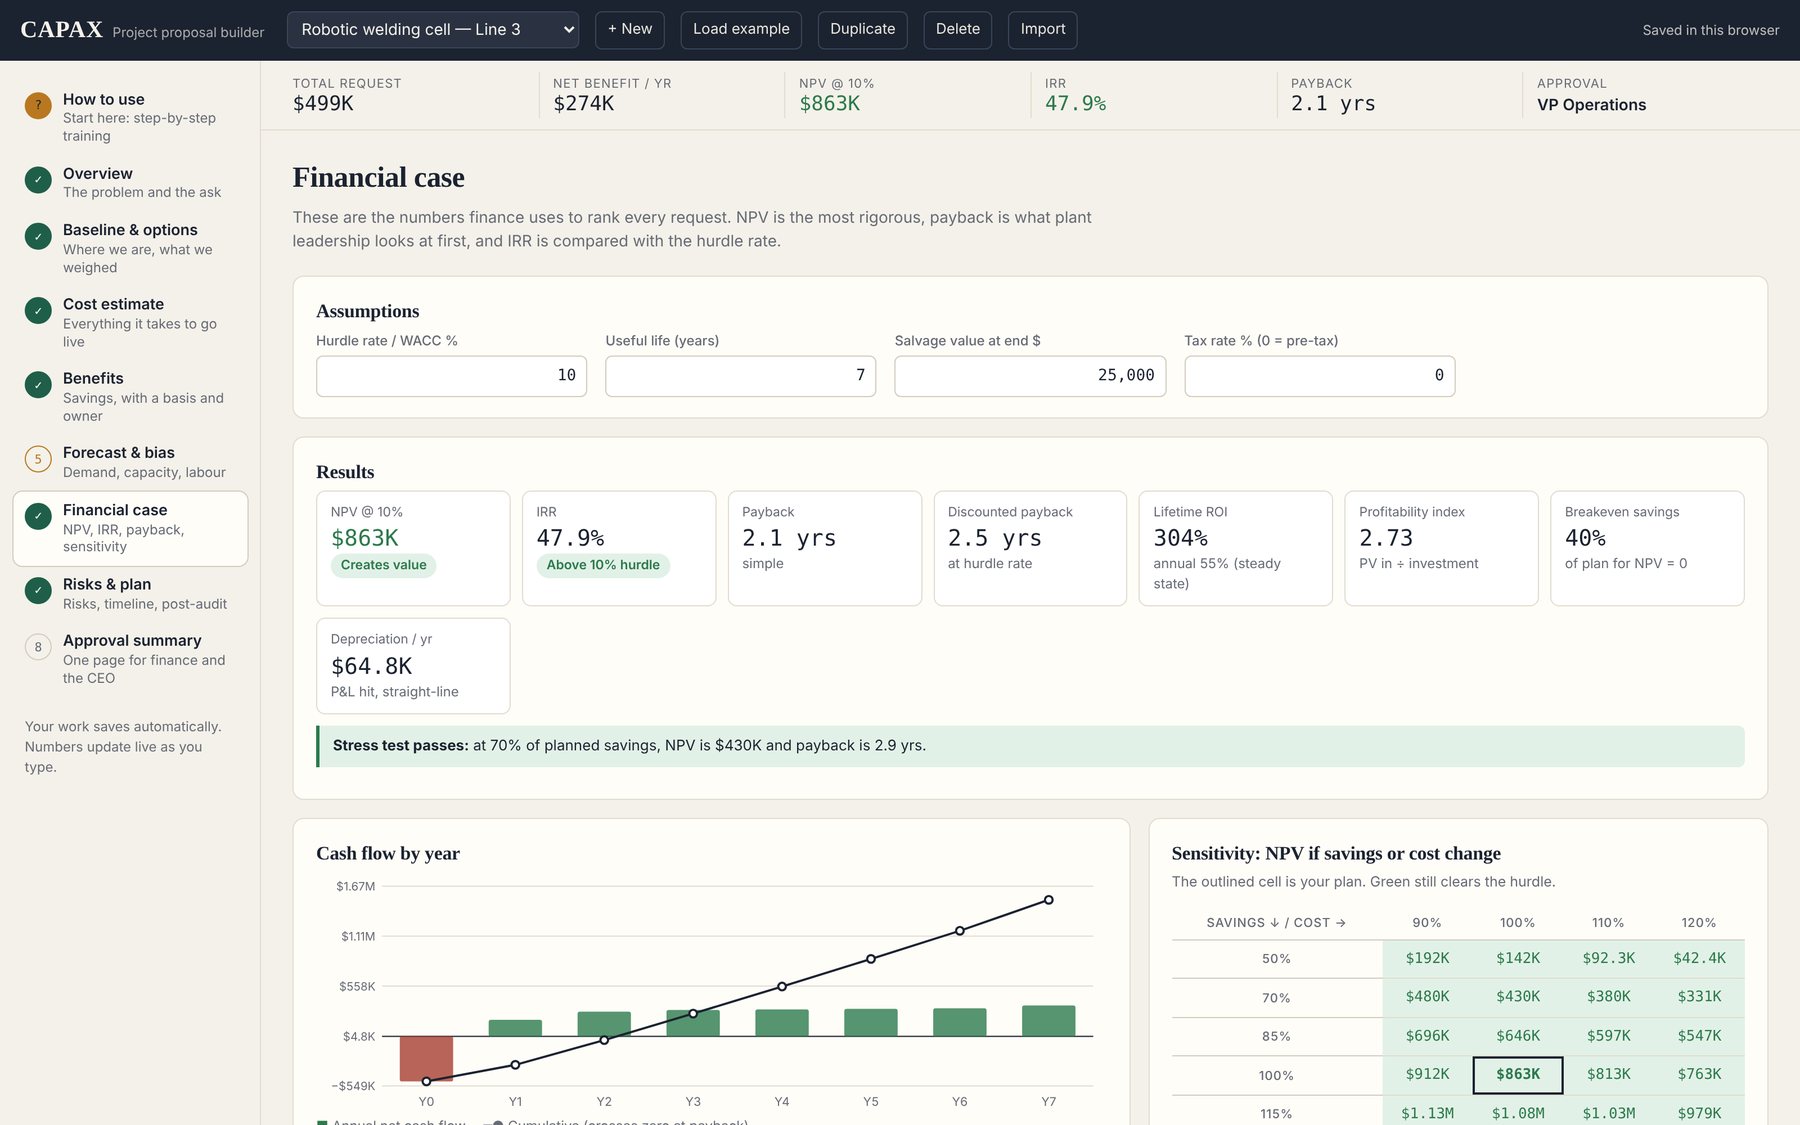 CAPAX Project proposal builder Robotic welding cell — Line 3 + New Load example Duplicate Delete Import Saved in this browser
?
How to use
Start here: step-by-step
training
✓
Overview
The problem and the ask
✓
Baseline & options
Where we are, what we
weighed
✓
Cost estimate
Everything it takes to go
live
✓
Benefits
Savings, with a basis and
owner
5
Forecast & bias
Demand, capacity, labour
✓
Financial case
NPV, IRR, payback,
sensitivity
✓
Risks & plan
Risks, timeline, post-audit
8
Approval summary
One page for finance and
the CEO
Your work saves automatically.
Numbers update live as you
type.
TOTAL REQUEST
$499K
NET BENEFIT / YR
$274K
NPV @ 10%
$863K
IRR
47.9%
PAYBACK
2.1 yrs
APPROVAL
VP Operations
Financial case
These are the numbers finance uses to rank every request. NPV is the most rigorous, payback is what plant
leadership looks at first, and IRR is compared with the hurdle rate.
Assumptions
Hurdle rate / WACC %
10
Useful life (years)
7
Salvage value at end $
25,000
Tax rate % (0 = pre-tax)
0
Results
NPV @ 10%
$863K
Creates value
IRR
47.9%
Above 10% hurdle
Payback
2.1 yrs
simple
Discounted payback
2.5 yrs
at hurdle rate
Lifetime ROI
304%
annual 55% (steady
state)
Profitability index
2.73
PV in ÷ investment
Breakeven savings
40%
of plan for NPV = 0
Depreciation / yr
$64.8K
P&L hit, straight-line
Stress test passes: at 70% of planned savings, NPV is $430K and payback is 2.9 yrs.
Cash flow by year
$1.67M
$1.11M
$558K
$4.8K
−$549K
Y0 Y1 Y2 Y3 Y4 Y5 Y6 Y7
Annual net cash flow Cumulative (crosses zero at payback)
Sensitivity: NPV if savings or cost change
The outlined cell is your plan. Green still clears the hurdle.
SAVINGS ↓ / COST → 90% 100% 110% 120%
50% $192K $142K $92.3K $42.4K
70% $480K $430K $380K $331K
85% $696K $646K $597K $547K
100% $912K $863K $813K $763K
115% $1.13M $1.08M $1.03M $979K